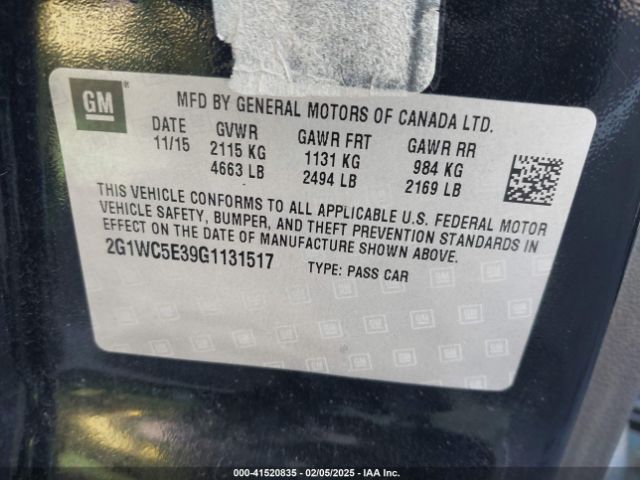 GM
MFD BY GENERAL MOTORS OF CANADA LTD.
DATE GVWR GAWR FRT GAWR RR
11/15 2115 KG 1131 KG 984 KG
4663 LB 2494 LB 2169 LB
THIS VEHICLE CONFORMS TO ALL APPLICABLE U.S. FEDERAL MOTOR
VEHICLE SAFETY, BUMPER, AND THEFT PREVENTION STANDARDS IN
EFFECT ON THE DATE OF MANUFACTURE SHOWN ABOVE.
2G1WC5E39G1131517 TYPE: PASS CAR
000-41520835 - 02/05/2025 - IAA Inc.